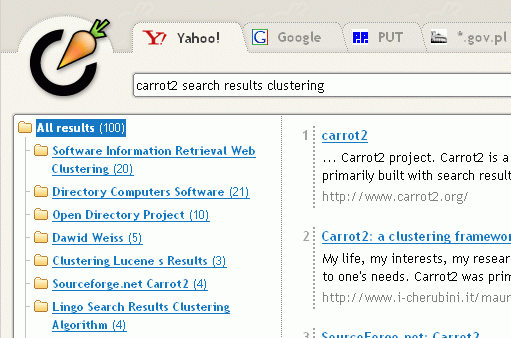 Yahoo! Google PUT *.gov.pl
carrot2 search results clustering
All results (100)
Software Information Retrieval Web
Clustering (20)
Directory Computers Software (21)
Open Directory Project (10)
Dawid Weiss (5)
Clustering Lucene s Results (3)
Sourceforge.net Carrot2 (4)
Lingo Search Results Clustering
Algorithm (4)
1 carrot2
... Carrot2 project. Carrot2 is a
primarily built with search result
http://www.carrot2.org/
2 Carrot2: a clustering framewo
My life, my interests, my resea
to one's needs. Carrot2 was prim
http://www.i-cherubini.it/maur
3 SourceForge.net: Carrot2